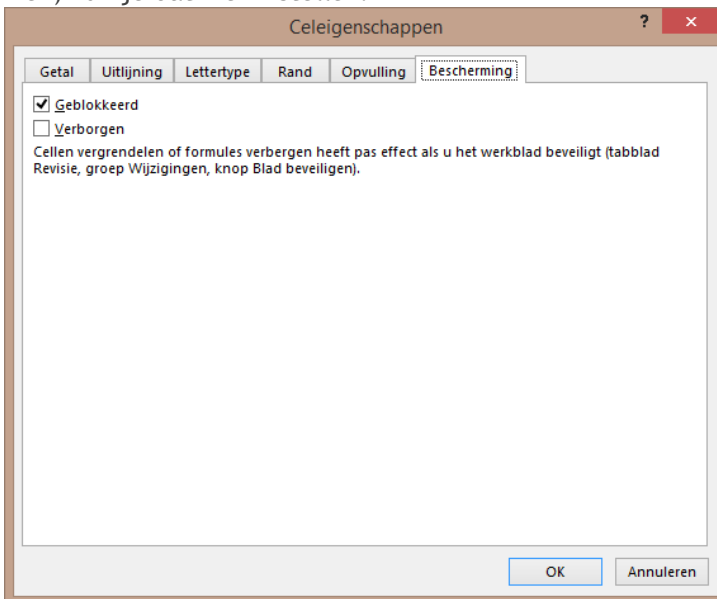 Celeigenschappen
?
×
Getal Uitlijning Lettertype Rand Opvulling Bescherming
Geblokkeerd
Verborgen
Cellen vergrendelen of formules verbergen heeft pas effect als u het werkblad beveiligt (tabblad
Revisie, groep Wijzigingen, knop Blad beveiligen).
OK Annuleren